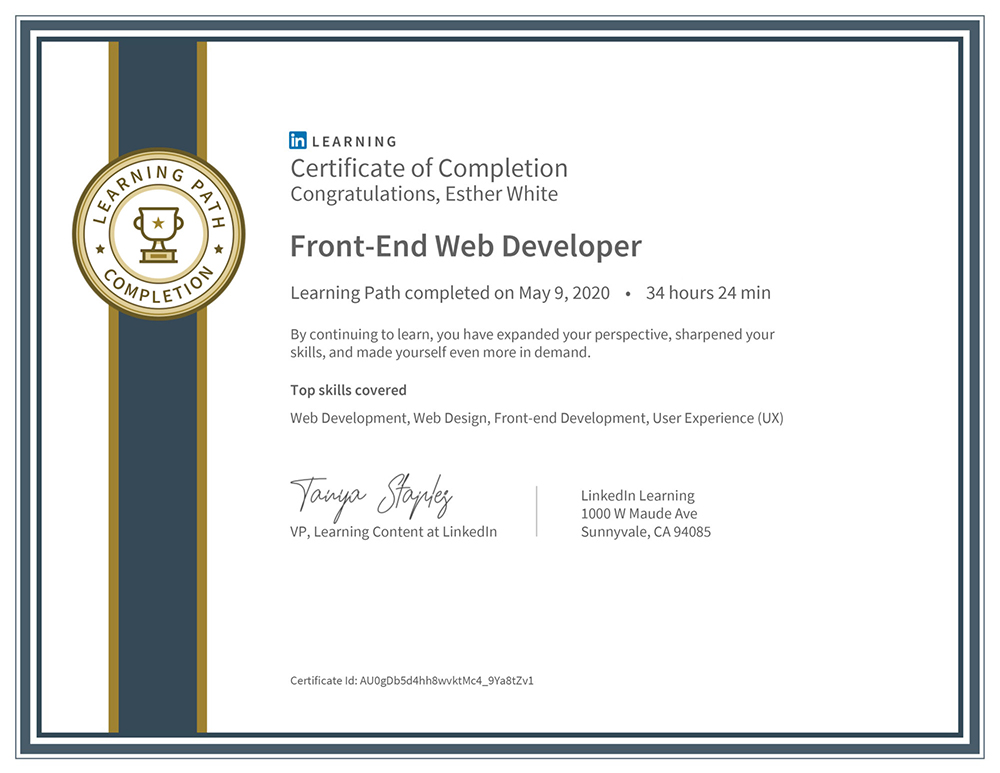 LEARNING PATH
COMPLETION
in LEARNING
Certificate of Completion
Congratulations, Esther White
Front-End Web Developer
Learning Path completed on May 9, 2020 • 34 hours 24 min
By continuing to learn, you have expanded your perspective, sharpened your
skills, and made yourself even more in demand.
Top skills covered
Web Development, Web Design, Front-end Development, User Experience (UX)
Tanya Staples
VP, Learning Content at LinkedIn
LinkedIn Learning
1000 W Maude Ave
Sunnyvale, CA 94085
Certificate Id: AU0gDb5d4hh8wvktMc4_9Ya8tZv1